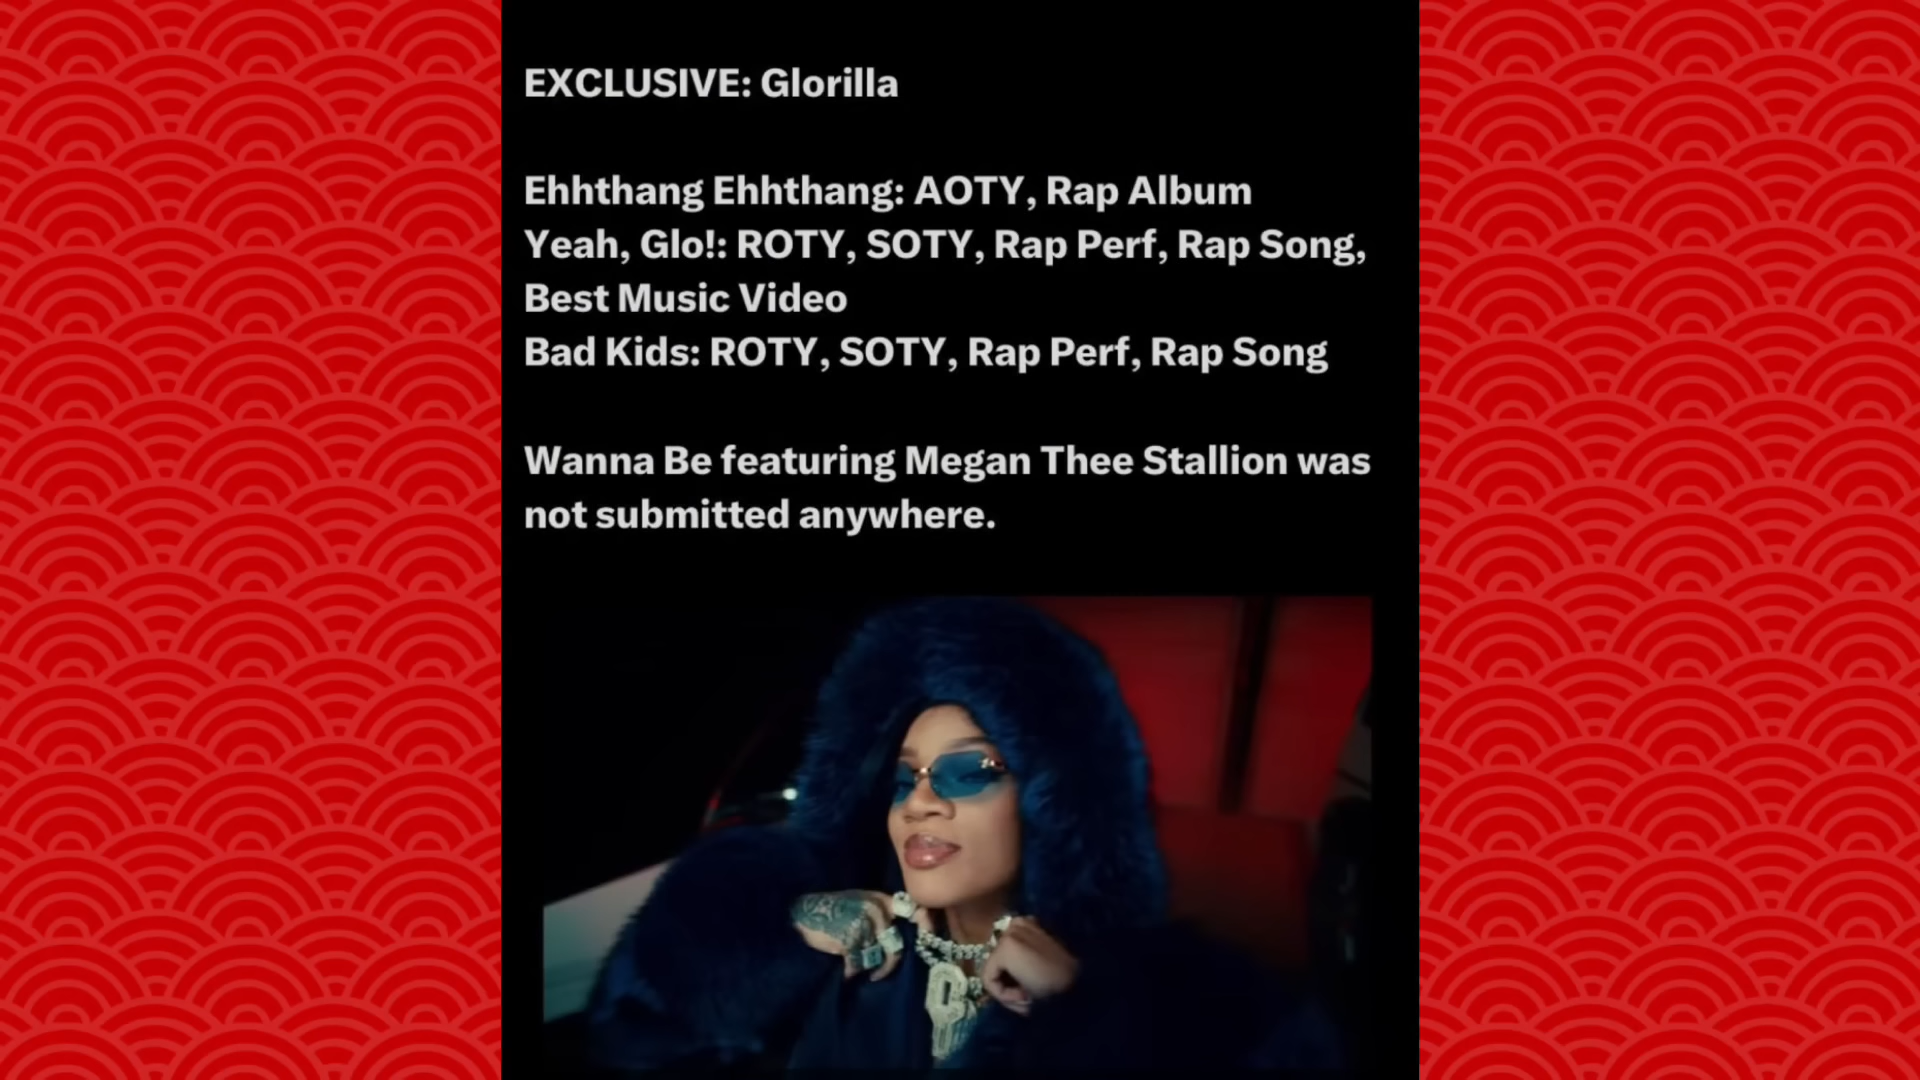 EXCLUSIVE: Glorilla
Ehhthang Ehhthang: AOTY, Rap Album
Yeah, Glo!: ROTY, SOTY, Rap Perf, Rap Song,
Best Music Video
Bad Kids: ROTY, SOTY, Rap Perf, Rap Song
Wanna Be featuring Megan Thee Stallion was
not submitted anywhere.